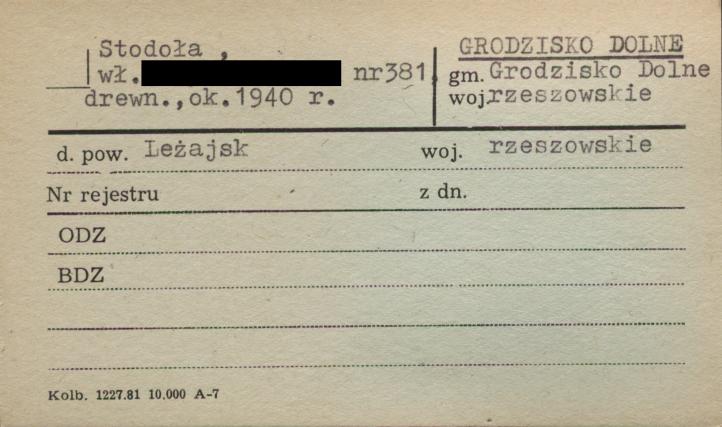 Stodoła ,
wł. nr381
drewn.,ok.1940 r.
GRODZISKO DOLNE
gm. Grodzisko Dolne
woj.rzeszowskie
d. pow. Leżajsk woj. rzeszowskie
Nr rejestru z dn.
ODZ
BDZ
Kolb. 1227.81 10.000 A-7